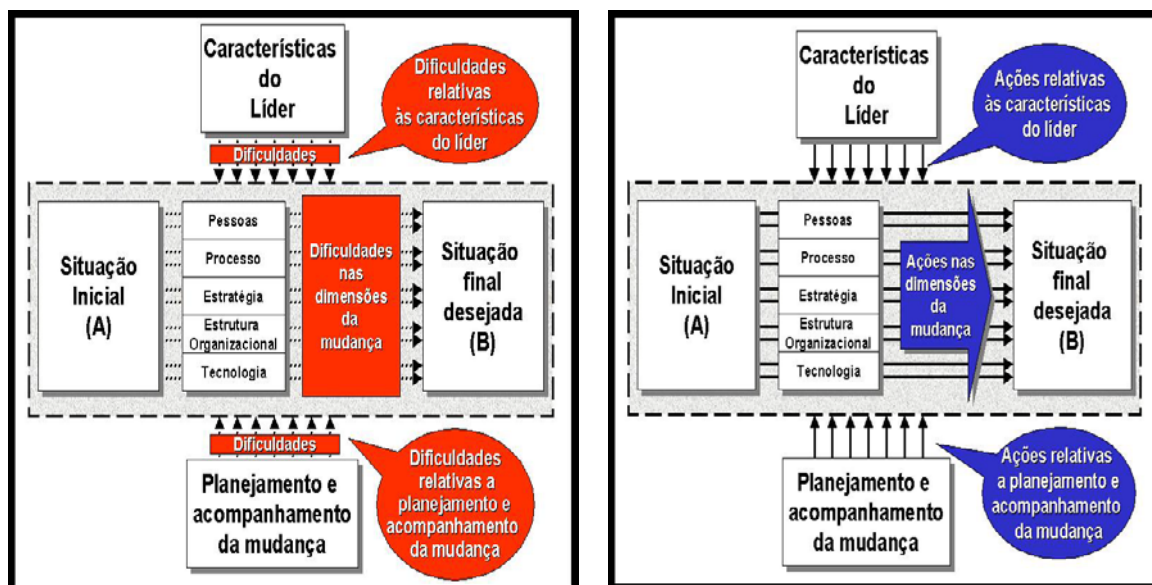 Características
do
Líder
Dificuldades
relativas
às características
do líder
Dificuldades
Situação
Inicial
(A)
Pessoas
Processo
Estratégia
Estrutura
Organizacional
Tecnologia
Dificuldades
nas
dimensões
da
mudança
Situação
final
desejada
(B)
Dificuldades
Planejamento e
acompanhamento
da mudança
Dificuldades
relativas a
planejamento e
acompanhamento
da mudança
Características
do
Líder
Ações relativas
às características
do líder
Situação
Inicial
(A)
Pessoas
Processo
Estratégia
Estrutura
Organizacional
Tecnologia
Ações nas
dimensões
da
mudança
Situação
final
desejada
(B)
Planejamento e
acompanhamento
da mudança
Ações relativas
a planejamento e
acompanhamento
da mudança